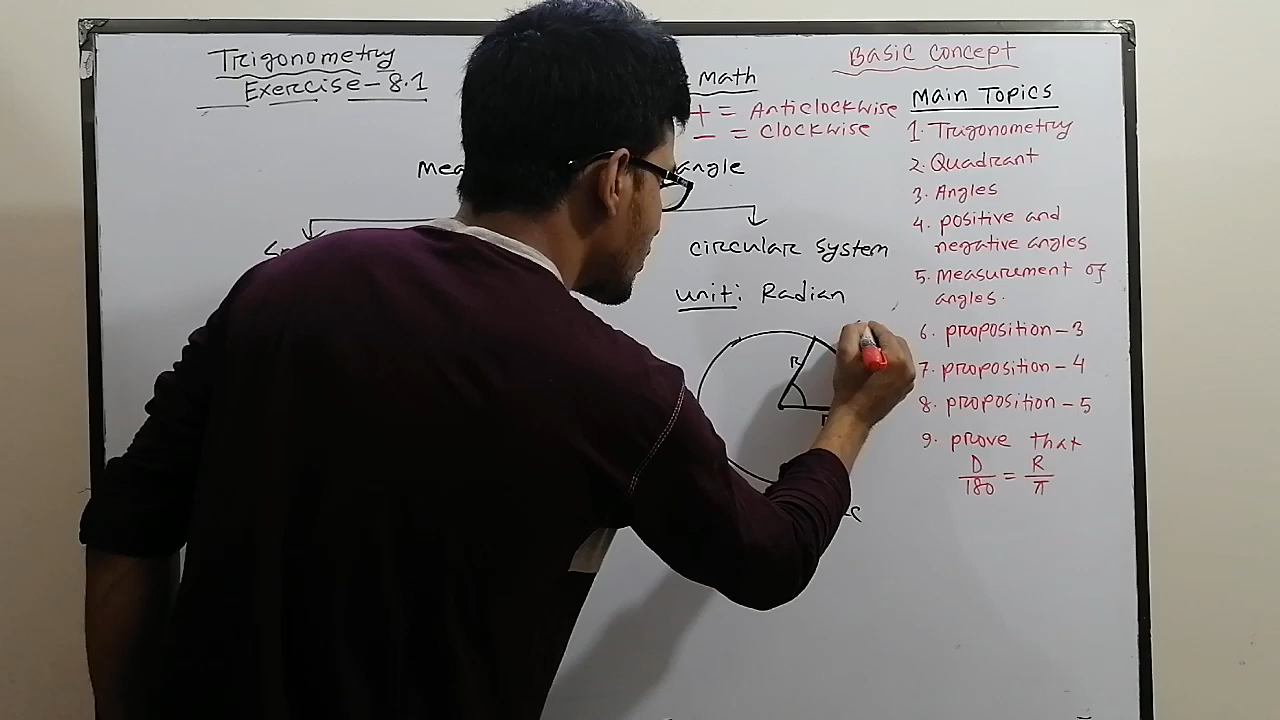 Trigonometry
Exercise - 8.1
Math
+ = Anticlockwise
− = Clockwise
angle
circular system
unit: Radian
R
Basic Concept
Main Topics
1. Trigonometry
2. Quadrant
3. Angles
4. positive and
negative angles
5. Measurement of
angles.
6. proposition - 3
7. proposition - 4
8. proposition - 5
9. prove that
D/180 = R/π